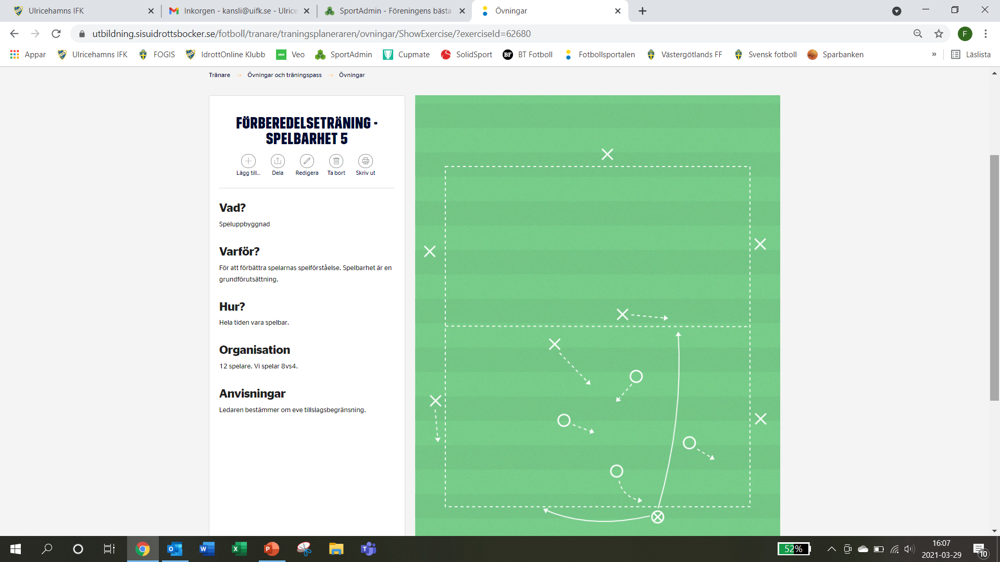 Ulricehamns IFK
Inkorgen - kansli@uifk.se - Ulrice
SportAdmin - Föreningens bästa
Övningar
utbildning.sisuidrottsbocker.se/fotboll/tranare/traningsplaneraren/ovningar/ShowExercise/?exerciseId=62680
F
Appar
Ulricehamns IFK
FOGIS
IdrottOnline Klubb
veo
Veo
SportAdmin
Cupmate
SolidSport
BF
BT Fotboll
Fotbollsportalen
Västergötlands FF
Svensk fotboll
Sparbanken
»
Läslista
Tränare → Övningar och träningspass → Övningar
FÖRBEREDELSETRÄNING -
SPELBARHET 5
Lägg till...
Dela
Redigera
Ta bort
Skriv ut
Vad?
Speluppbyggnad
Varför?
För att förbättra spelarnas spelförståelse. Spelbarhet är en
grundförutsättning.
Hur?
Hela tiden vara spelbar.
Organisation
12 spelare. Vi spelar 8vs4.
Anvisningar
Ledaren bestämmer om eve tillslagsbegränsning.
52%
16:07
2021-03-29
10